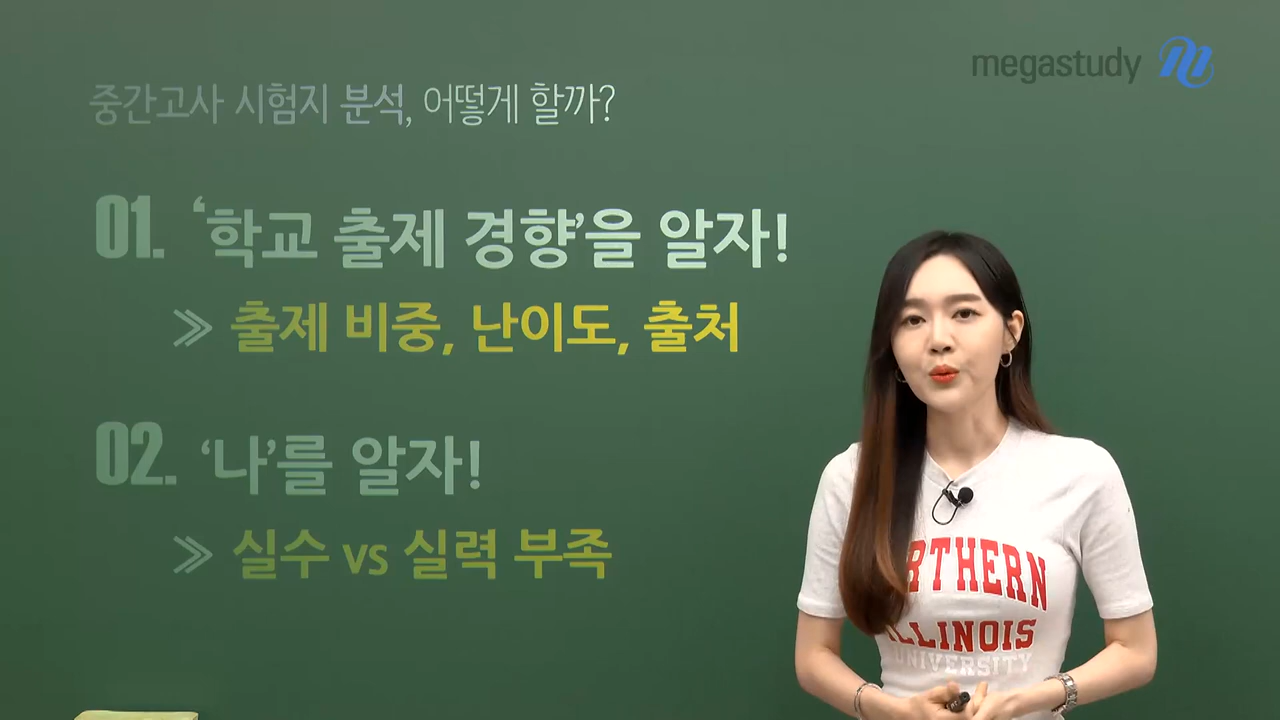 megastudy
중간고사 시험지 분석, 어떻게 할까?
01. ‘학교 출제 경향’을 알자!
≫ 출제 비중, 난이도, 출처
02. ‘나’를 알자!
≫ 실수 vs 실력 부족
RTHERN
ILLINOIS
UNIVERSITY